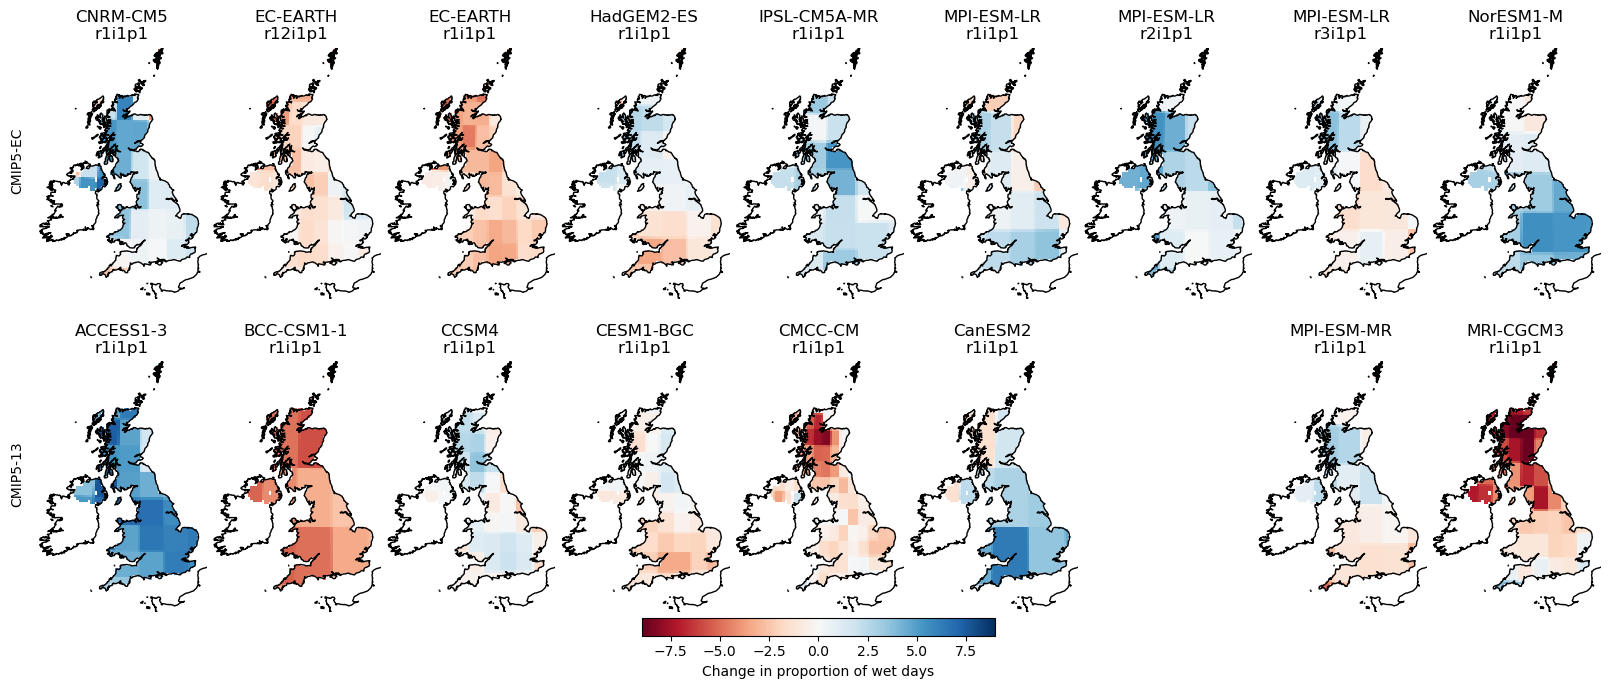 CNRM-CM5
r1i1p1
EC-EARTH
r12i1p1
EC-EARTH
r1i1p1
HadGEM2-ES
r1i1p1
IPSL-CM5A-MR
r1i1p1
MPI-ESM-LR
r1i1p1
MPI-ESM-LR
r2i1p1
MPI-ESM-LR
r3i1p1
NorESM1-M
r1i1p1
CMIP5-EC
ACCESS1-3
r1i1p1
BCC-CSM1-1
r1i1p1
CCSM4
r1i1p1
CESM1-BGC
r1i1p1
CMCC-CM
r1i1p1
CanESM2
r1i1p1
MPI-ESM-MR
r1i1p1
MRI-CGCM3
r1i1p1
CMIP5-13
−7.5 −5.0 −2.5 0.0 2.5 5.0 7.5
Change in proportion of wet days